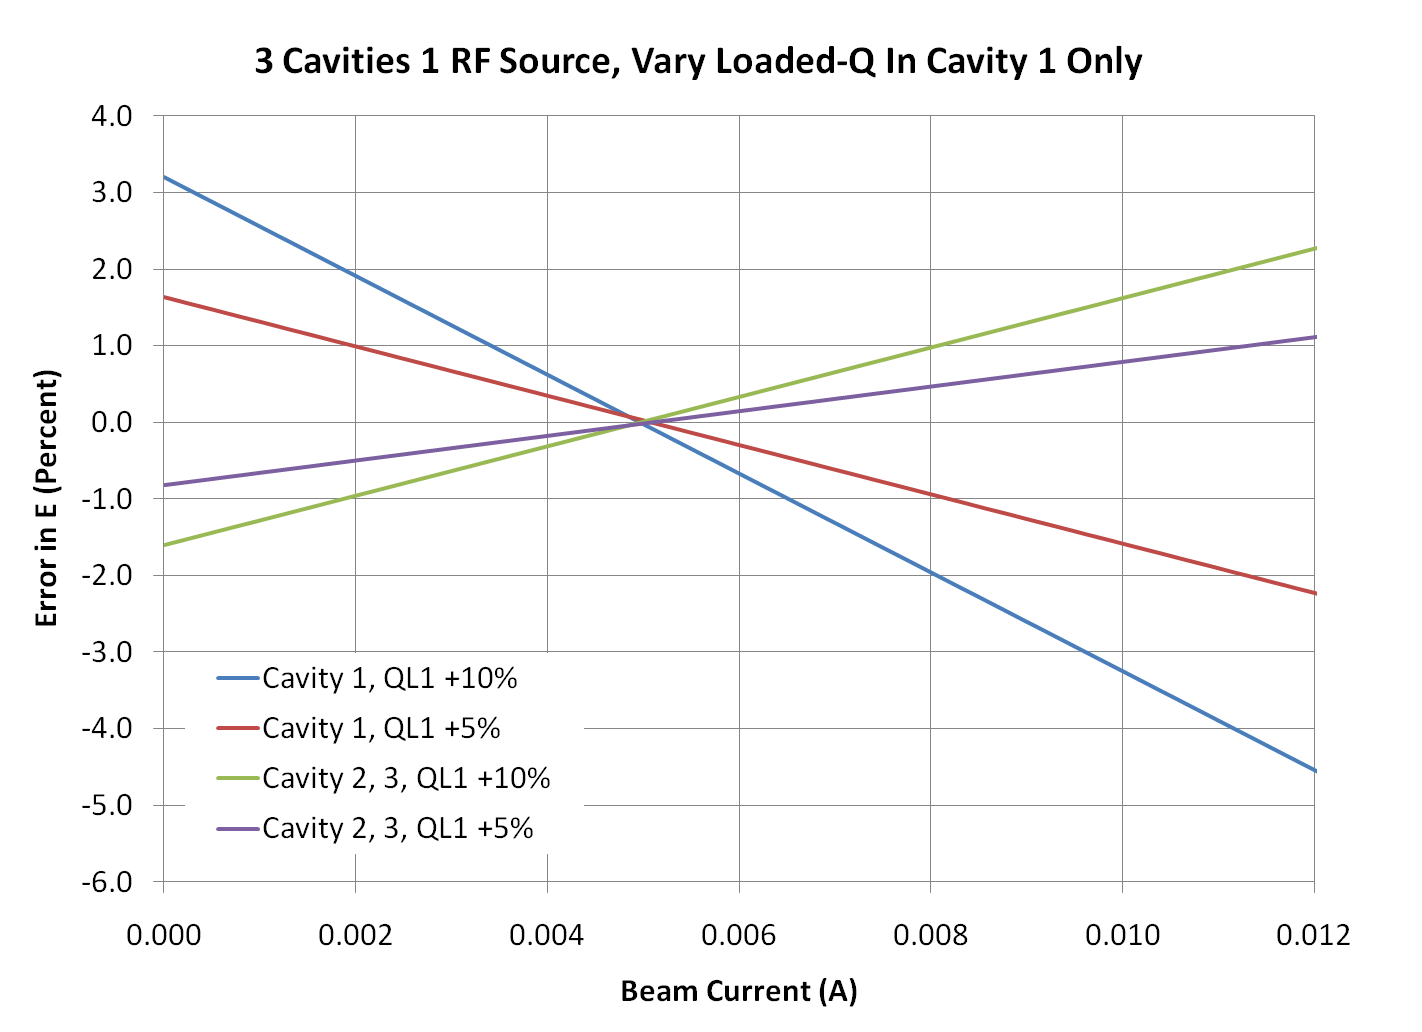 3 Cavities 1 RF Source, Vary Loaded-Q In Cavity 1 Only
4.0
3.0
2.0
1.0
0.0
-1.0
-2.0
-3.0
-4.0
-5.0
-6.0
Error in E (Percent)
Cavity 1, QL1 +10%
Cavity 1, QL1 +5%
Cavity 2, 3, QL1 +10%
Cavity 2, 3, QL1 +5%
0.000 0.002 0.004 0.006 0.008 0.010 0.012
Beam Current (A)